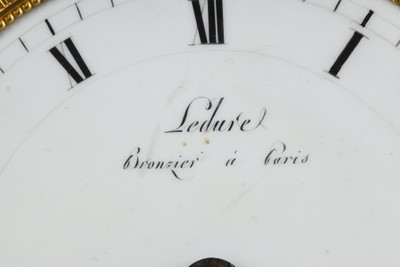 XI XII I
Ledure
Bronzier à Paris